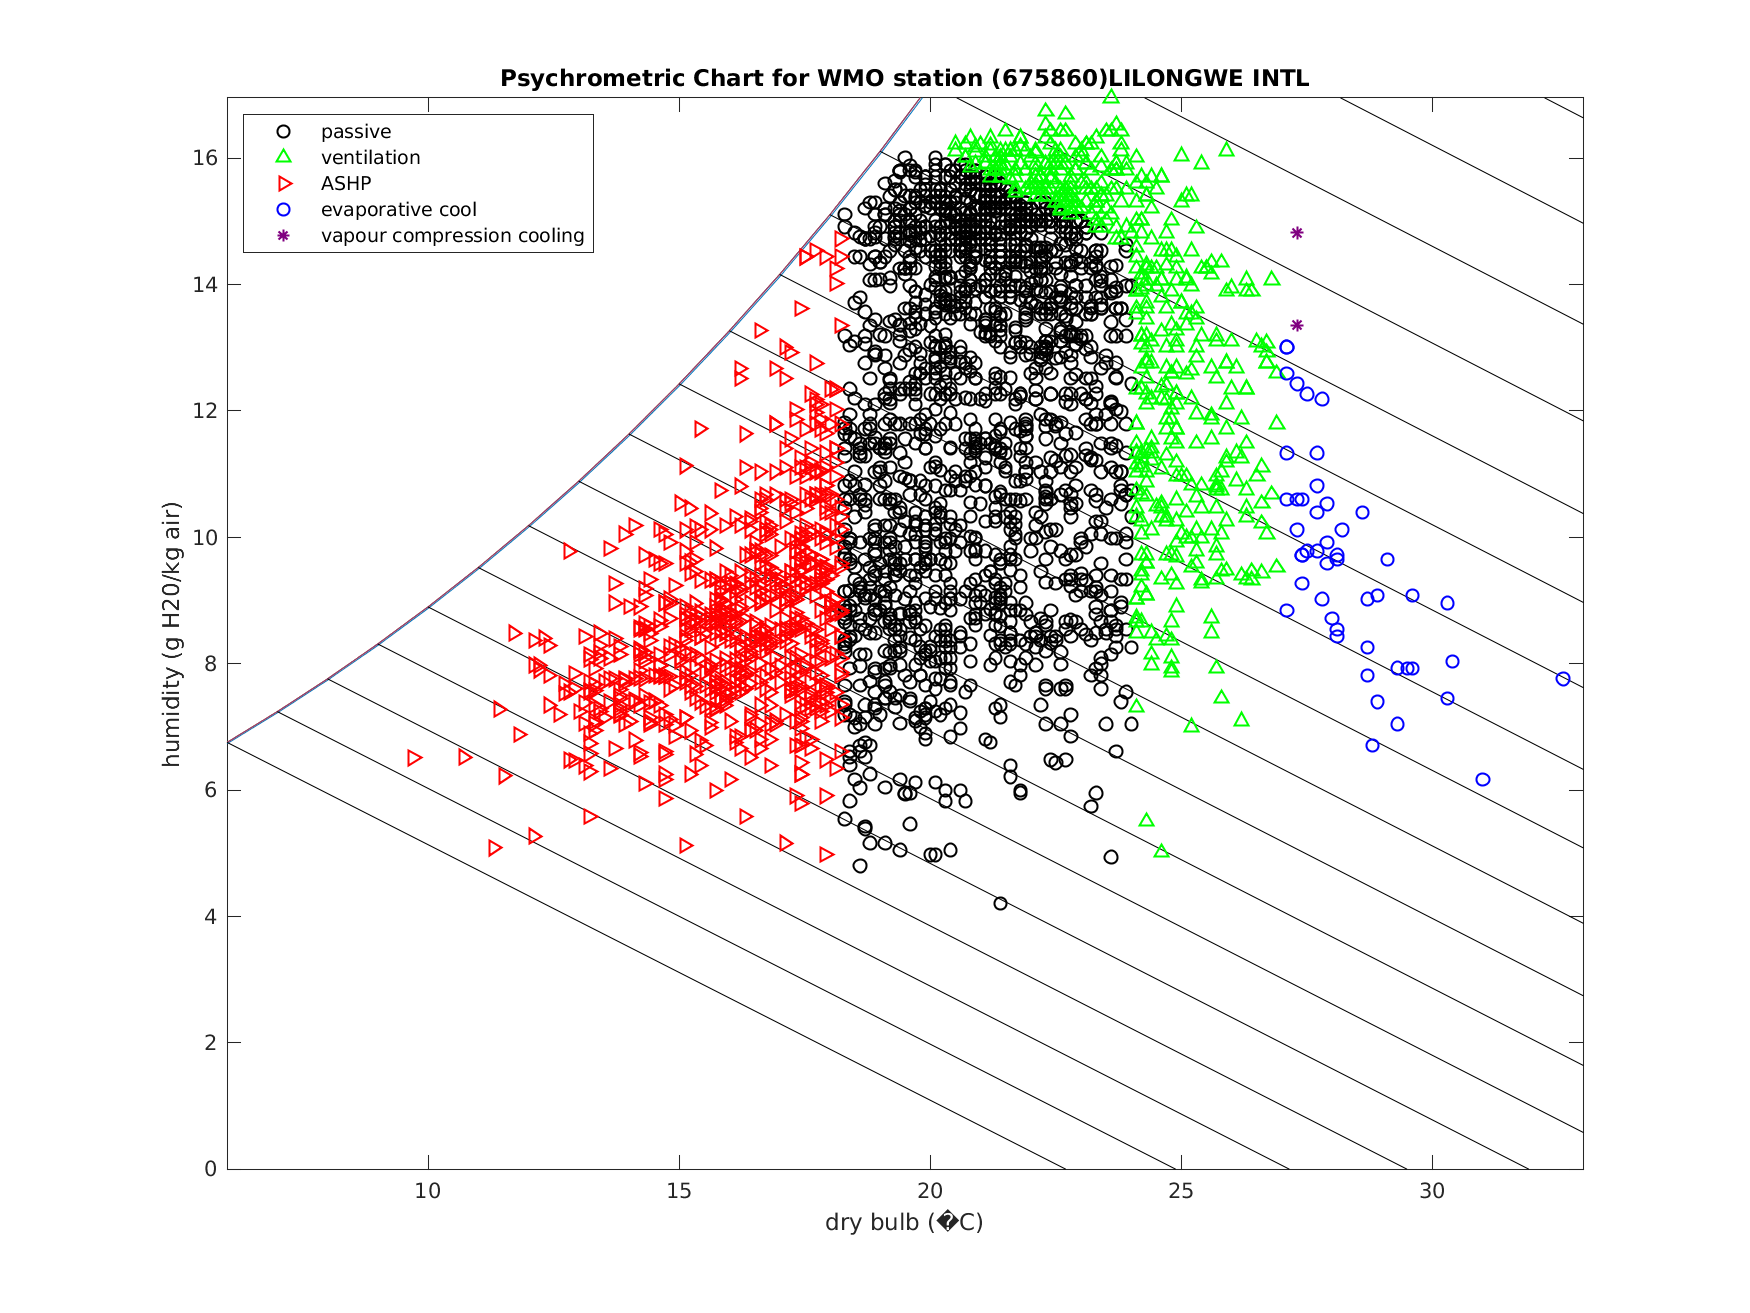 Psychrometric Chart for WMO station (675860)LILONGWE INTL
passive
ventilation
ASHP
evaporative cool
vapour compression cooling
humidity (g H20/kg air)
16
14
12
10
8
6
4
2
0
10 15 20 25 30
dry bulb (�C)